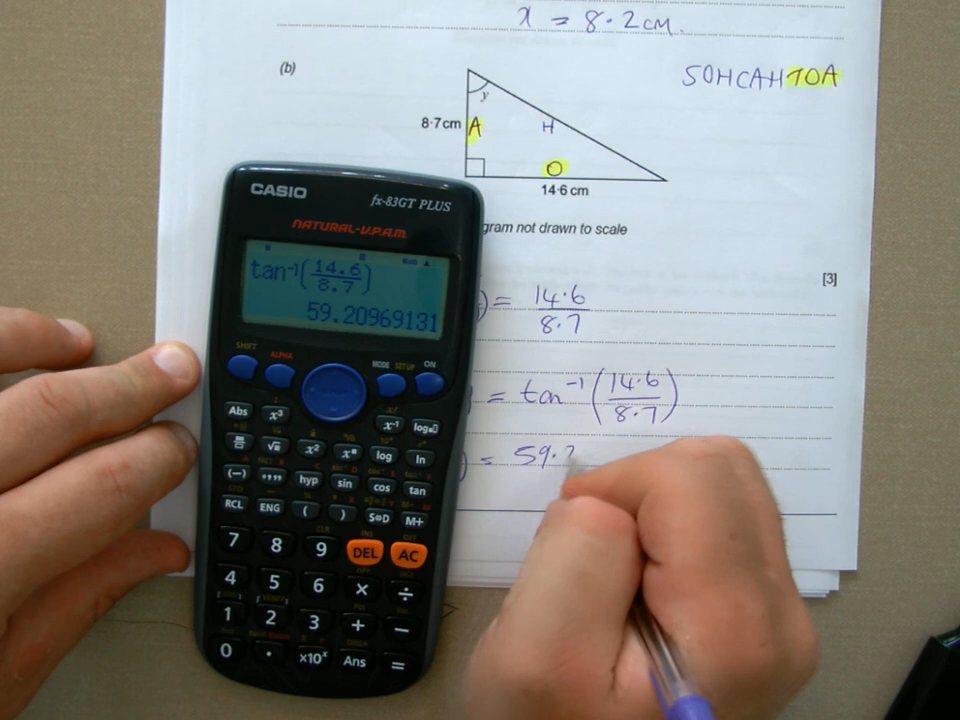 x = 8.2 cm.
(b)
SOHCAHTOA
y
8·7cm
A
H
O
14·6 cm
gram not drawn to scale
[3]
) = 14.6
8.7
) = tan⁻¹ (14.6
8.7)
) = 59.2
CASIO
fx-83GT PLUS
NATURAL-V.P.A.M.
Math ▲
tan⁻¹(14.6
8.7)
59.20969131
SHIFT
ALPHA
MODE SETUP
ON
Abs
x³
x⁻¹
log
√
x²
log
ln
(−)
hyp
sin
cos
tan
RCL
ENG
(
)
S⇔D
M+
7
8
9
DEL
AC
4
5
6
×
÷
1
2
3
+
−
0
·
×10ˣ
Ans
=